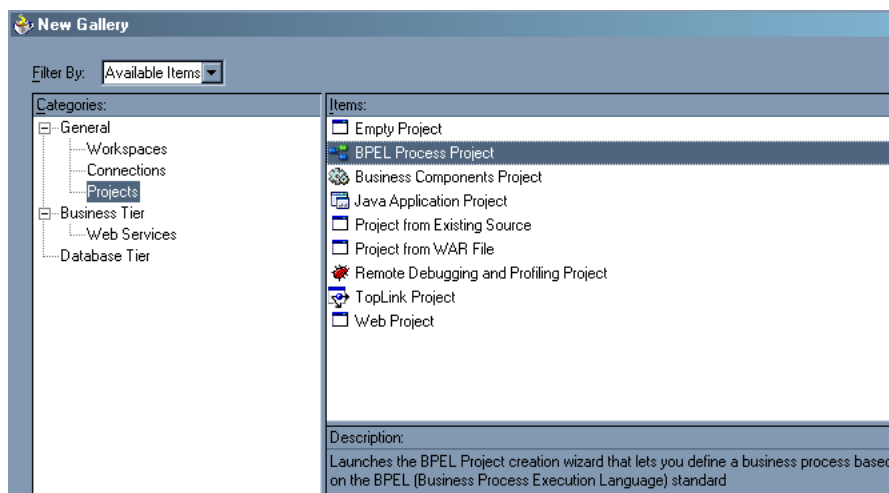 New Gallery
Filter By: Available Items
Categories:
General
Workspaces
Connections
Projects
Business Tier
Web Services
Database Tier
Items:
Empty Project
BPEL Process Project
Business Components Project
Java Application Project
Project from Existing Source
Project from WAR File
Remote Debugging and Profiling Project
TopLink Project
Web Project
Description:
Launches the BPEL Project creation wizard that lets you define a business process based
on the BPEL (Business Process Execution Language) standard